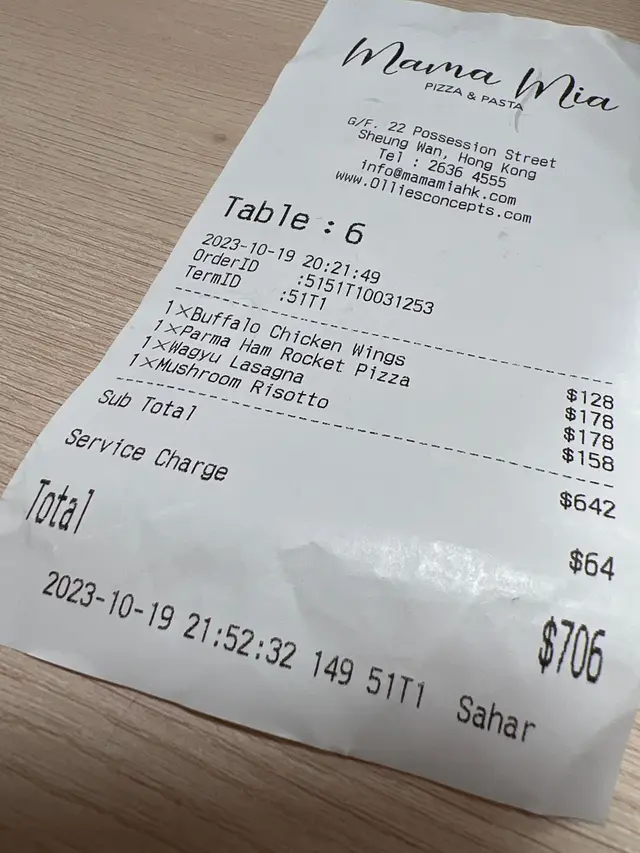 Mama Mia
PIZZA & PASTA
G/F. 22 Possession Street
Sheung Wan, Hong Kong
Tel : 2636 4555
info@mamamiahk.com
www.Olliesconcepts.com
Table : 6
2023-10-19 20:21:49
OrderID :5151T10031253
TermID :51T1
1×Buffalo Chicken Wings $128
1×Parma Ham Rocket Pizza $178
1×Wagyu Lasagna $178
1×Mushroom Risotto $158
Sub Total $642
Service Charge $64
Total $706
2023-10-19 21:52:32 149 51T1 Sahar